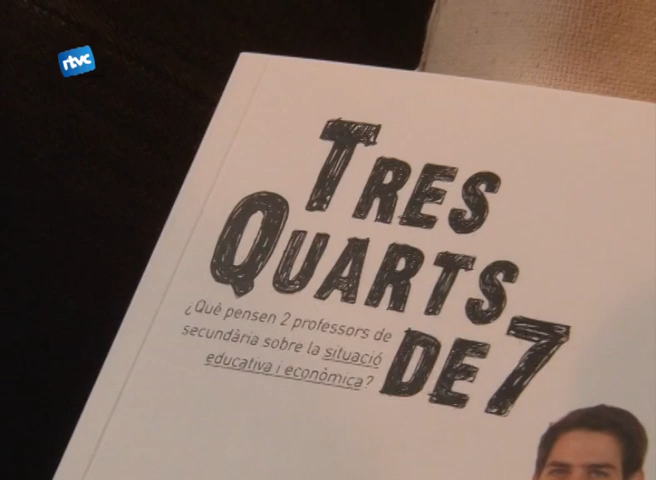 rtvc
TRES
QUARTS
DE 7
¿Què pensen 2 professors de
secundària sobre la situació
educativa i econòmica?